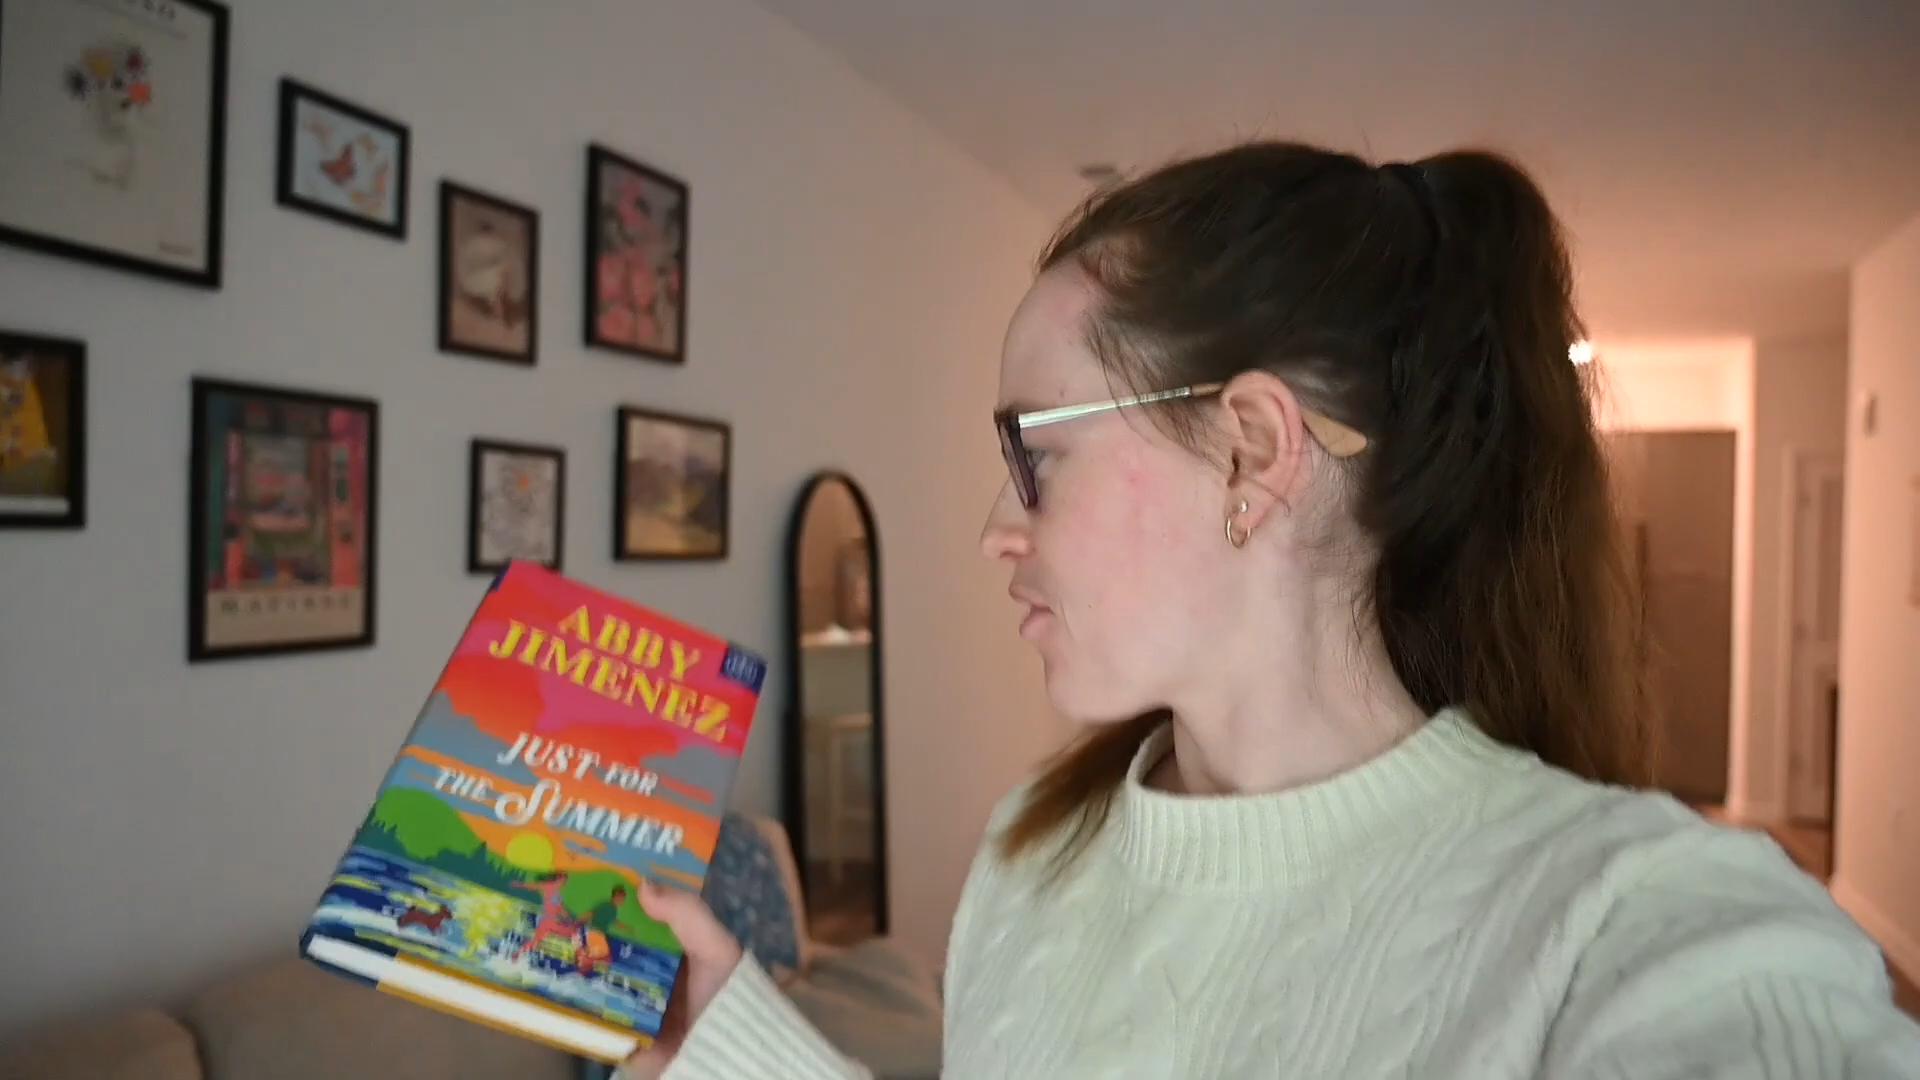 ABBY
JIMENEZ
JUST FOR
THE SUMMER
MATISSE